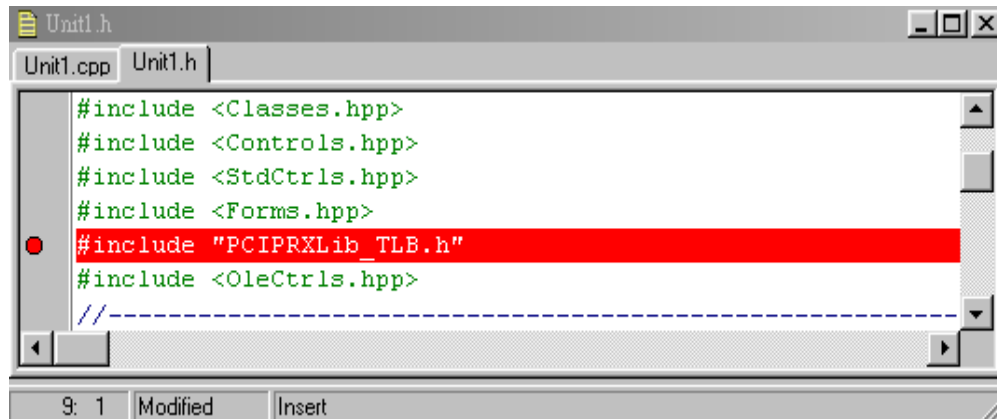 Unit1.h
Unit1.cpp Unit1.h
#include <Classes.hpp>
#include <Controls.hpp>
#include <StdCtrls.hpp>
#include <Forms.hpp>
#include "PCIPRXLib_TLB.h"
#include <OleCtrls.hpp>
//---------------------------------------------------------
9: 1 Modified Insert